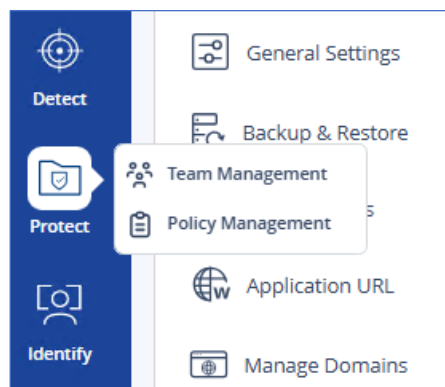 Detect
Protect
Identify
General Settings
Backup & Restore
Team Management
Policy Management
s
Application URL
W
Manage Domains